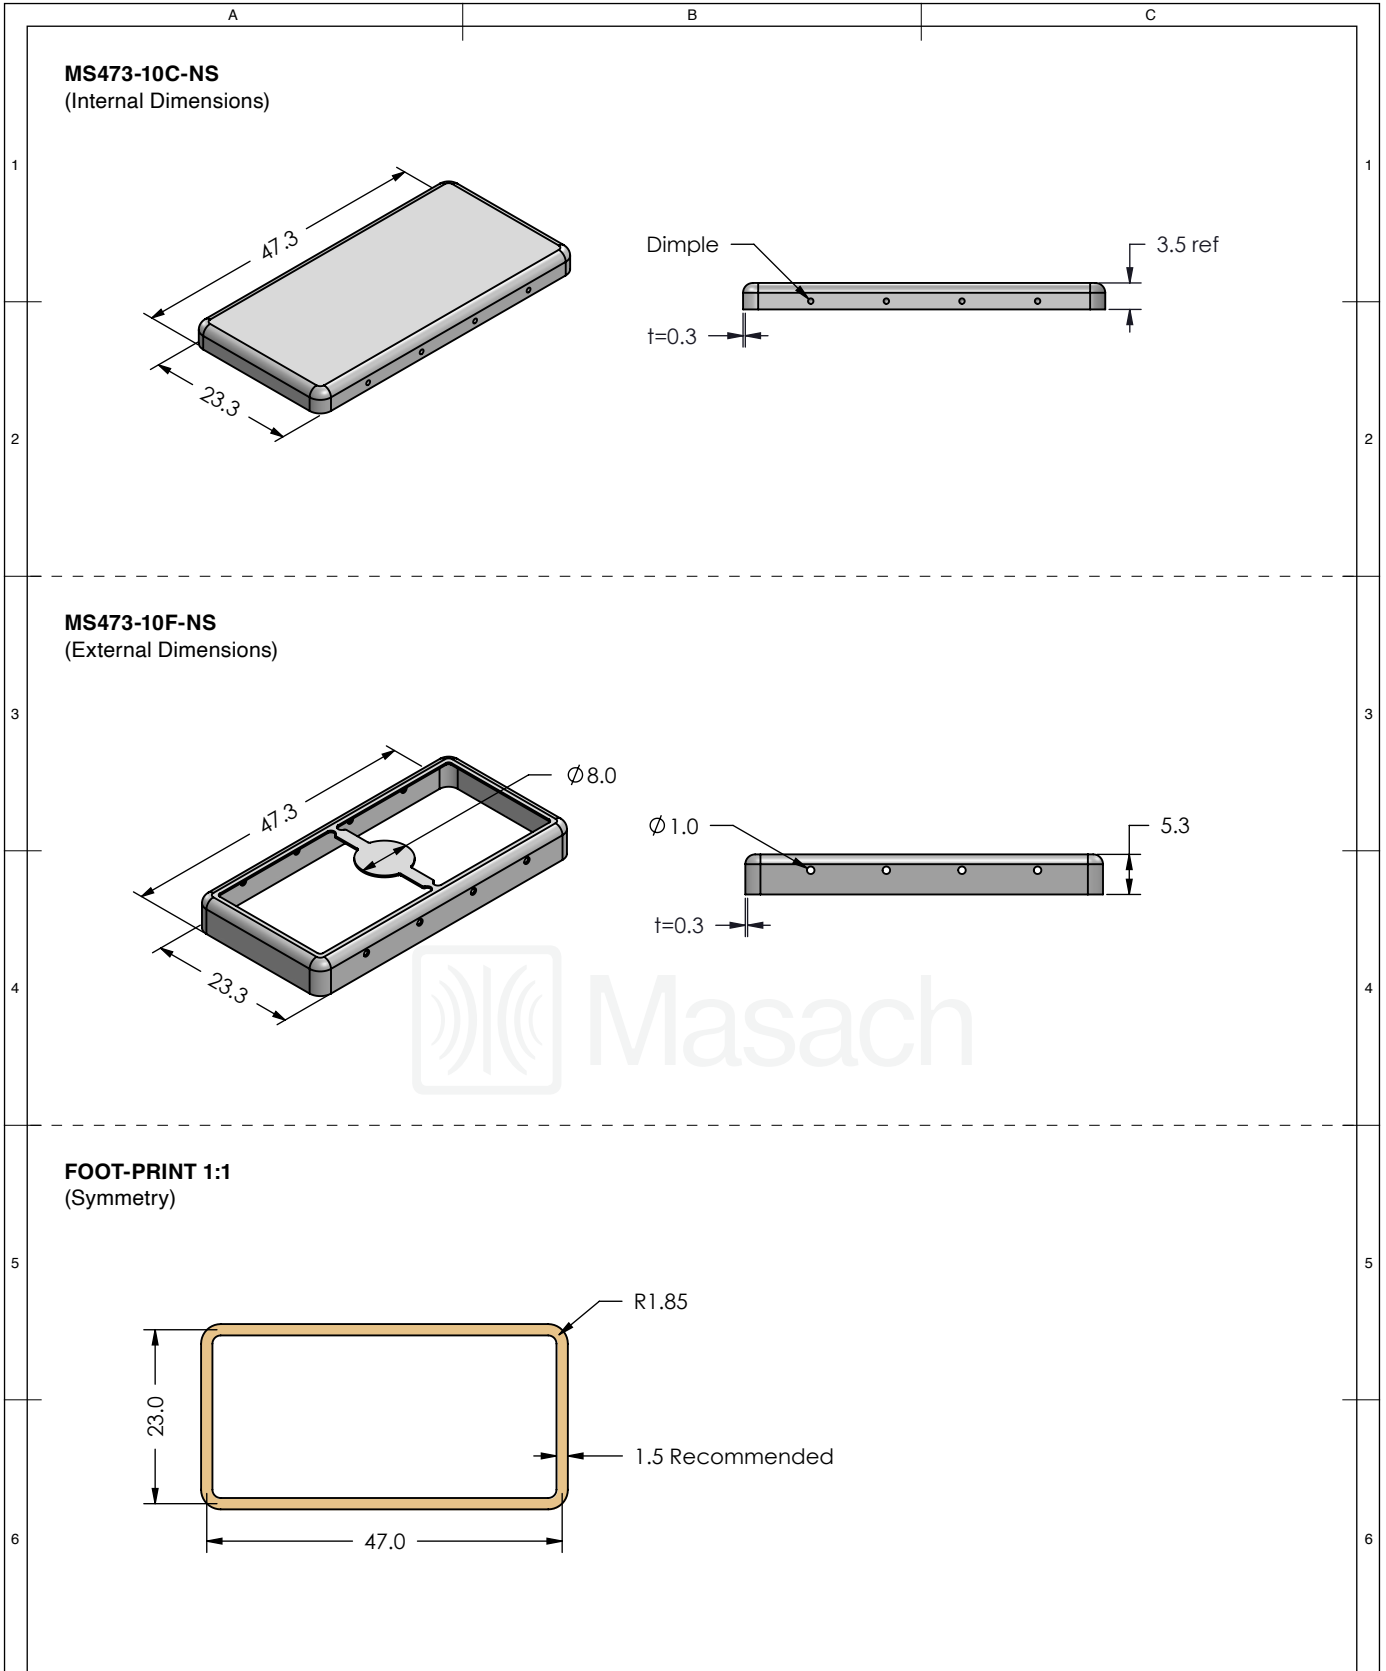 A B C
MS473-10C-NS
(Internal Dimensions)
1 1
47.3
Dimple 3.5 ref
t=0.3
23.3
2 2
MS473-10F-NS
(External Dimensions)
3 3
Ø8.0
47.3
Ø1.0 5.3
t=0.3
23.3
4 4
Masach
FOOT-PRINT 1:1
(Symmetry)
5 5
R1.85
23.0
1.5 Recommended
47.0
6 6